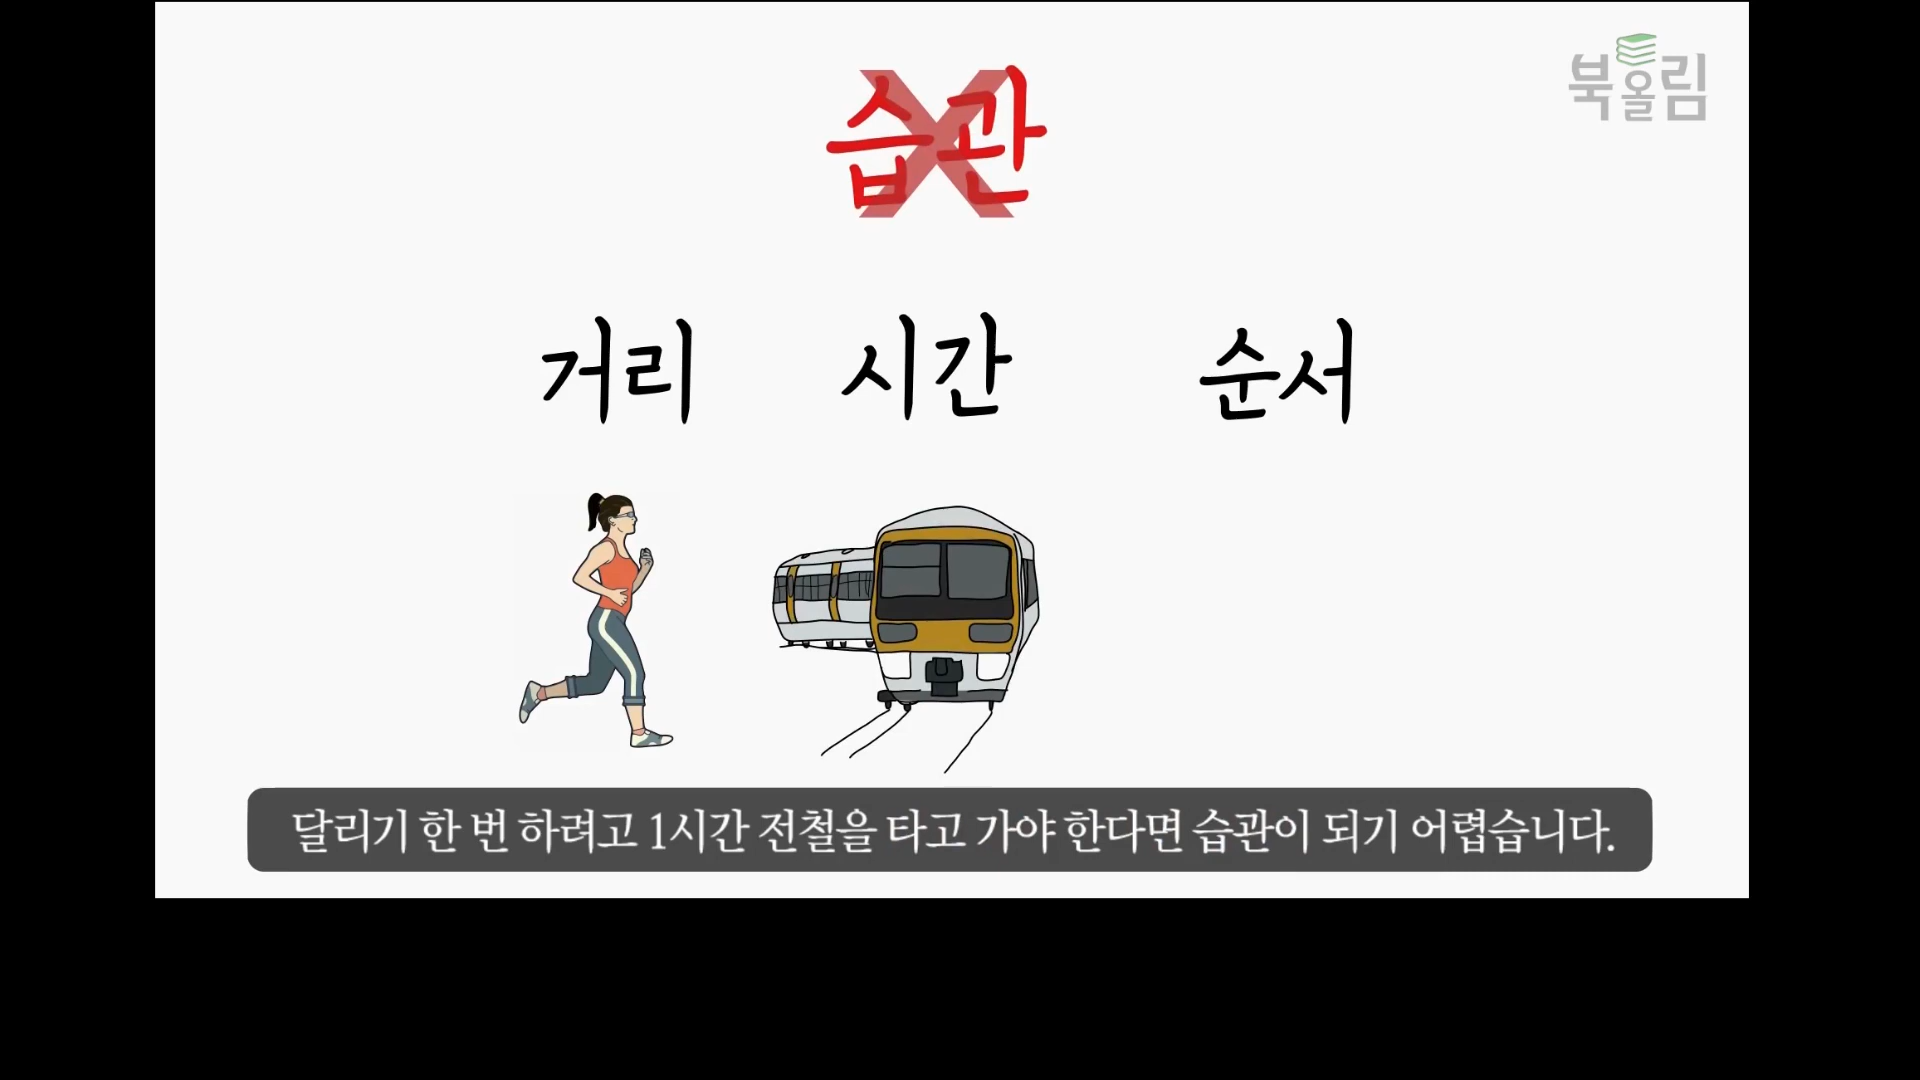 북올림
습관
거리 시간 순서
달리기 한 번 하려고 1시간 전철을 타고 가야 한다면 습관이 되기 어렵습니다.